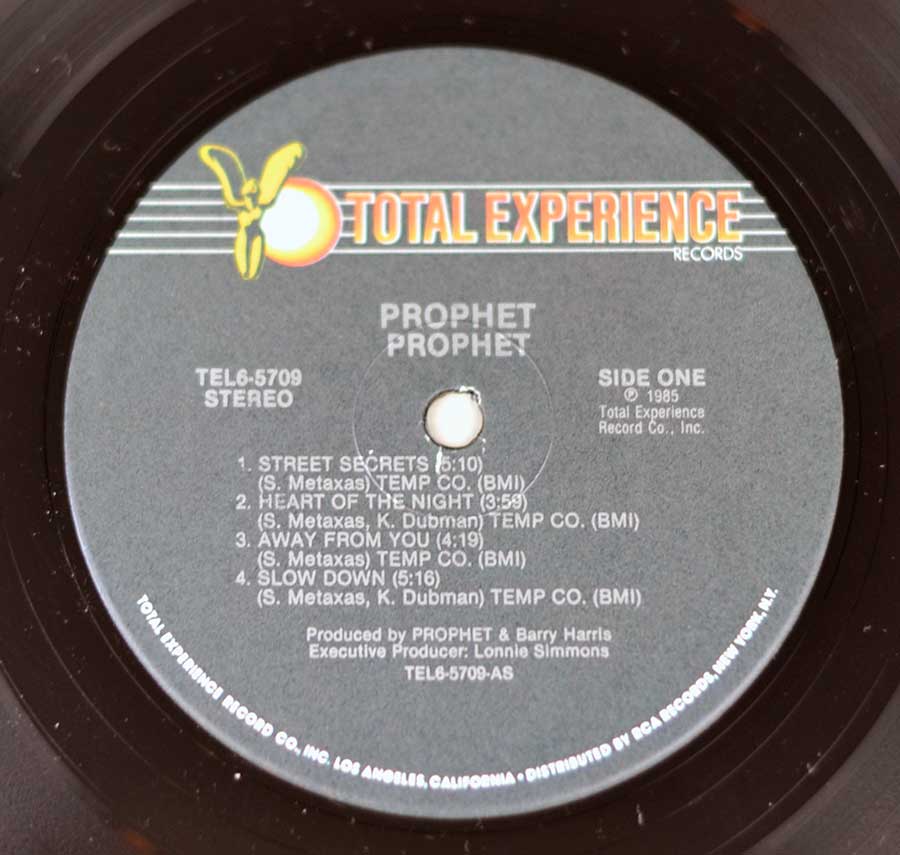 TOTAL EXPERIENCE
RECORDS
PROPHET
PROPHET
TEL6-5709
STEREO
SIDE ONE
℗ 1985
Total Experience
Record Co., Inc.
1. STREET SECRETS (5:10)
(S. Metaxas) TEMP CO. (BMI)
2. HEART OF THE NIGHT (3:59)
(S. Metaxas, K. Dubman) TEMP CO. (BMI)
3. AWAY FROM YOU (4:19)
(S. Metaxas) TEMP CO. (BMI)
4. SLOW DOWN (5:16)
(S. Metaxas, K. Dubman) TEMP CO. (BMI)
Produced by PROPHET & Barry Harris
Executive Producer: Lonnie Simmons
TEL6-5709-AS
TOTAL EXPERIENCE RECORD CO., INC. LOS ANGELES, CALIFORNIA • DISTRIBUTED BY RCA RECORDS, NEW YORK, N.Y.